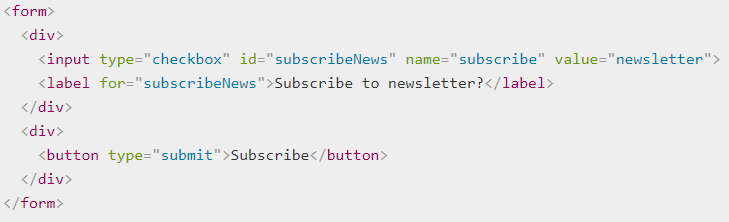 <form>
  <div>
    <input type="checkbox" id="subscribeNews" name="subscribe" value="newsletter">
    <label for="subscribeNews">Subscribe to newsletter?</label>
  </div>
  <div>
    <button type="submit">Subscribe</button>
  </div>
</form>